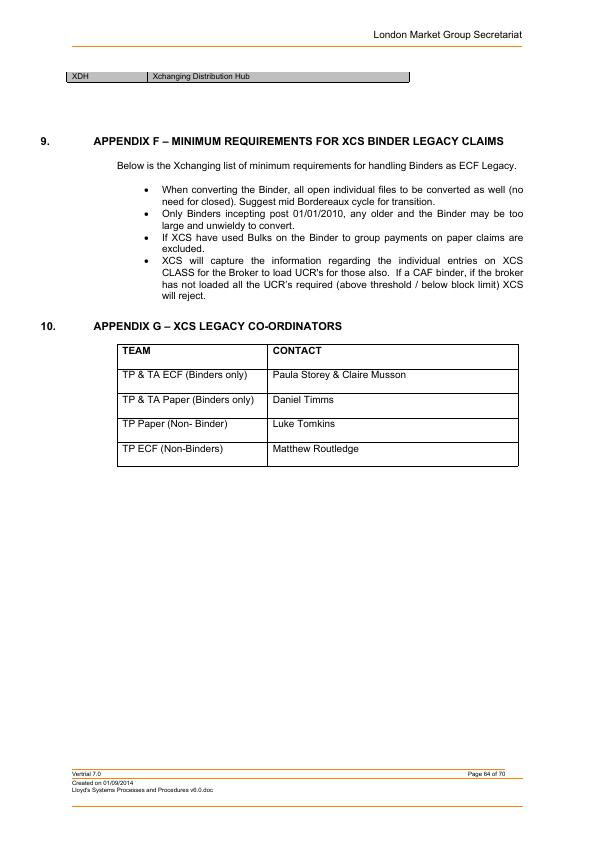 London Market Group Secretariat
XDH Xchanging Distribution Hub
9. APPENDIX F – MINIMUM REQUIREMENTS FOR XCS BINDER LEGACY CLAIMS
Below is the Xchanging list of minimum requirements for handling Binders as ECF Legacy.
• When converting the Binder, all open individual files to be converted as well (no
need for closed). Suggest mid Bordereaux cycle for transition.
• Only Binders incepting post 01/01/2010, any older and the Binder may be too
large and unwieldy to convert.
• If XCS have used Bulks on the Binder to group payments on paper claims are
excluded.
• XCS will capture the information regarding the individual entries on XCS
CLASS for the Broker to load UCR's for those also. If a CAF binder, if the broker
has not loaded all the UCR's required (above threshold / below block limit) XCS
will reject.
10. APPENDIX G – XCS LEGACY CO-ORDINATORS
TEAM CONTACT
TP & TA ECF (Binders only) Paula Storey & Claire Musson
TP & TA Paper (Binders only) Daniel Timms
TP Paper (Non- Binder) Luke Tomkins
TP ECF (Non-Binders) Matthew Routledge
Vertrial 7.0 Page 64 of 70
Created on 01/09/2014
Lloyd's Systems Processes and Procedures v6.0.doc